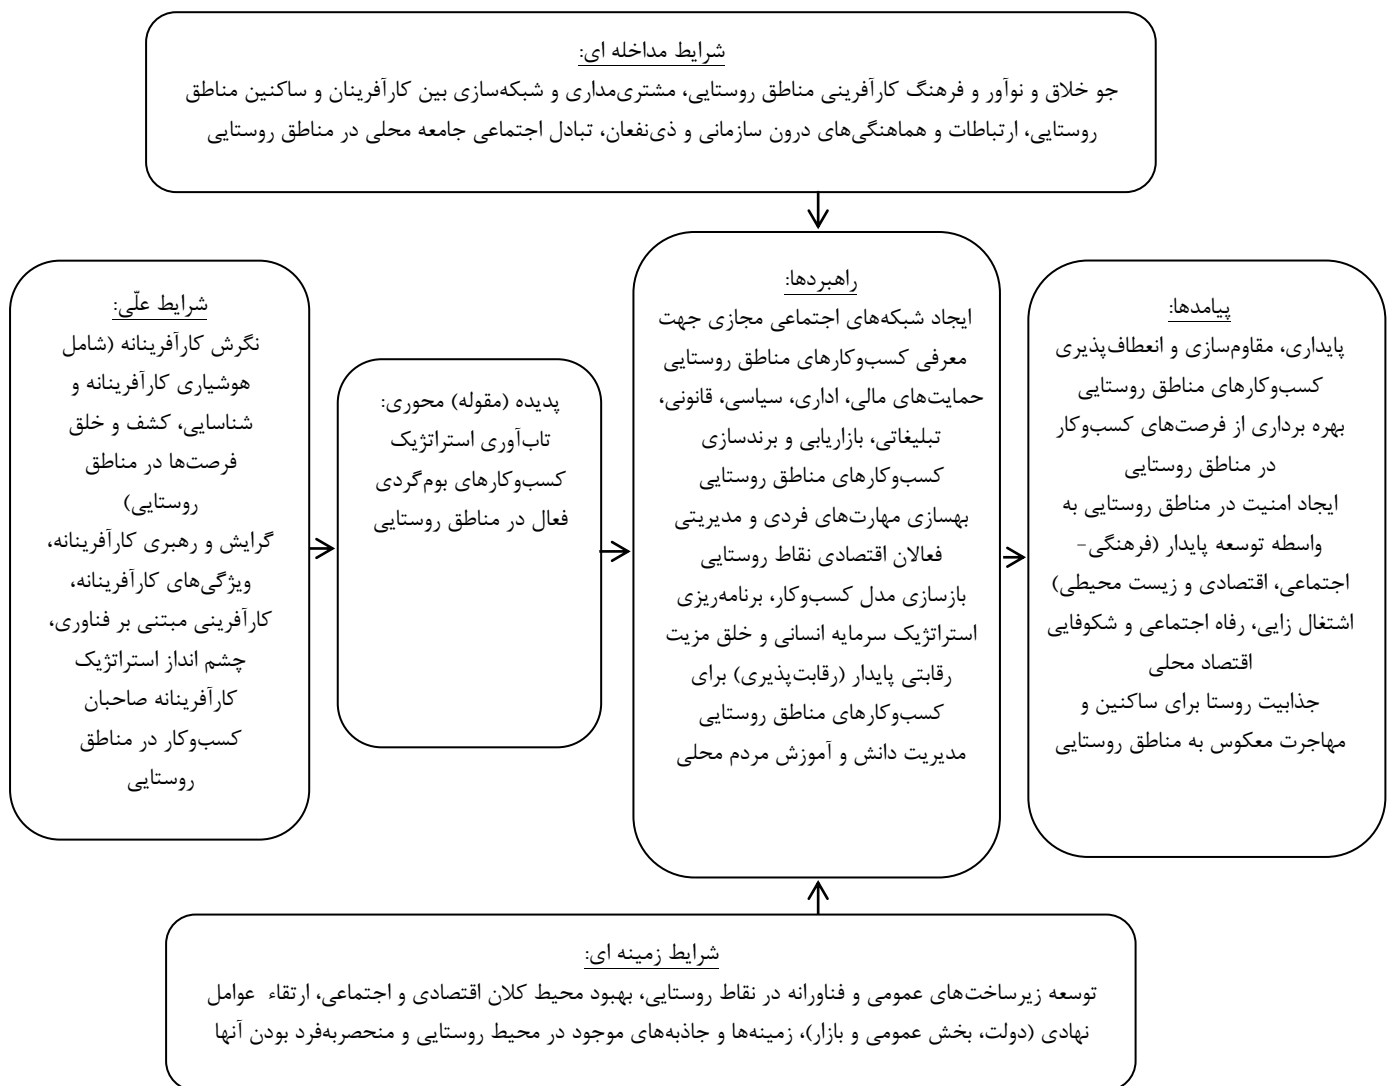 شرایط مداخله ای:
جو خلاق و نوآور و فرهنگ کارآفرینی مناطق روستایی، مشتری‌مداری و شبکه‌سازی بین کارآفرینان و ساکنین مناطق
روستایی، ارتباطات و هماهنگی‌های درون سازمانی و ذی‌نفعان، تبادل اجتماعی جامعه محلی در مناطق روستایی
شرایط علّی:
نگرش کارآفرینانه (شامل
هوشیاری کارآفرینانه و
شناسایی، کشف و خلق
فرصت‌ها در مناطق
روستایی)
گرایش و رهبری کارآفرینانه،
ویژگی‌های کارآفرینانه،
کارآفرینی مبتنی بر فناوری،
چشم انداز استراتژیک
کارآفرینانه صاحبان
کسب‌وکار در مناطق
روستایی
پدیده (مقوله) محوری:
تاب‌آوری استراتژیک
کسب‌وکارهای بوم‌گردی
فعال در مناطق روستایی
راهبردها:
ایجاد شبکه‌های اجتماعی مجازی جهت
معرفی کسب‌وکارهای مناطق روستایی
حمایت‌های مالی، اداری، سیاسی، قانونی،
تبلیغاتی، بازاریابی و برندسازی
کسب‌وکارهای مناطق روستایی
بهسازی مهارت‌های فردی و مدیریتی
فعالان اقتصادی نقاط روستایی
بازسازی مدل کسب‌وکار، برنامه‌ریزی
استراتژیک سرمایه انسانی و خلق مزیت
رقابتی پایدار (رقابت‌پذیری) برای
کسب‌وکارهای مناطق روستایی
مدیریت دانش و آموزش مردم محلی
پیامدها:
پایداری، مقاوم‌سازی و انعطاف‌پذیری
کسب‌وکارهای مناطق روستایی
بهره برداری از فرصت‌های کسب‌وکار
در مناطق روستایی
ایجاد امنیت در مناطق روستایی به
واسطه توسعه پایدار (فرهنگی-
اجتماعی، اقتصادی و زیست محیطی)
اشتغال زایی، رفاه اجتماعی و شکوفایی
اقتصاد محلی
جذابیت روستا برای ساکنین و
مهاجرت معکوس به مناطق روستایی
شرایط زمینه ای:
توسعه زیرساخت‌های عمومی و فناورانه در نقاط روستایی، بهبود محیط کلان اقتصادی و اجتماعی، ارتقاء عوامل
نهادی (دولت، بخش عمومی و بازار)، زمینه‌ها و جاذبه‌های موجود در محیط روستایی و منحصربه‌فرد بودن آنها